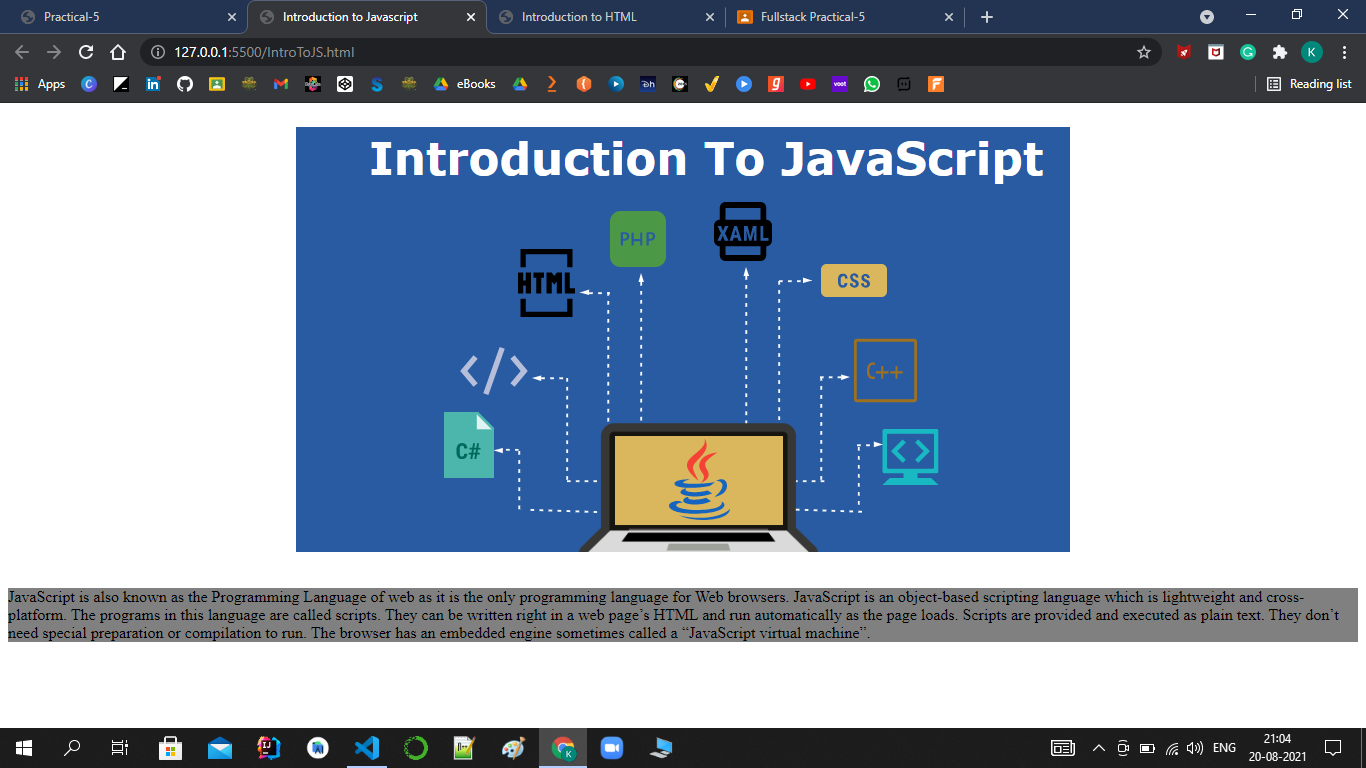 Practical-5
Introduction to Javascript
Introduction to HTML
Fullstack Practical-5
127.0.0.1:5500/IntroToJS.html
K
Apps
eBooks
Reading list
Introduction To JavaScript
PHP
XAML
HTML
CSS
</>
C++
C#
< >
JavaScript is also known as the Programming Language of web as it is the only programming language for Web browsers. JavaScript is an object-based scripting language which is lightweight and cross-
platform. The programs in this language are called scripts. They can be written right in a web page’s HTML and run automatically as the page loads. Scripts are provided and executed as plain text. They don’t
need special preparation or compilation to run. The browser has an embedded engine sometimes called a “JavaScript virtual machine”.
K
ENG
21:04
20-08-2021